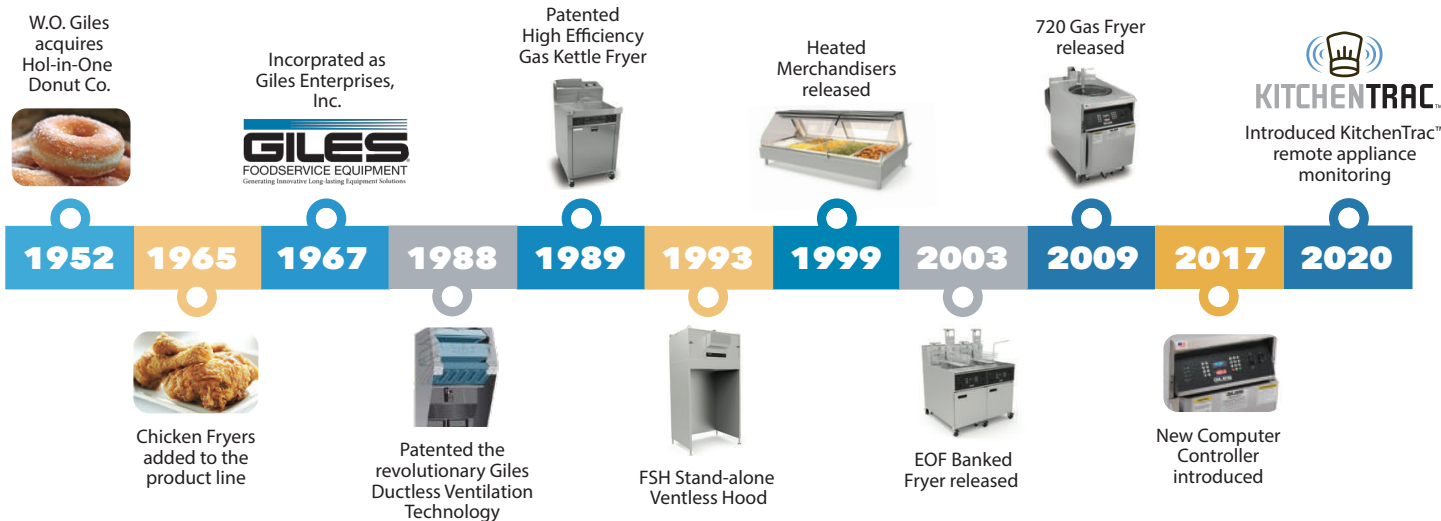 W.O. Giles
acquires
Hol-in-One
Donut Co.
Incorprated as
Giles Enterprises,
Inc.
GILES
FOODSERVICE EQUIPMENT
Generating Innovative Long-lasting Equipment Solutions
Patented
High Efficiency
Gas Kettle Fryer
Heated
Merchandisers
released
720 Gas Fryer
released
KITCHENTRAC™
Introduced KitchenTrac™
remote appliance
monitoring
1952 1965 1967 1988 1989 1993 1999 2003 2009 2017 2020
Chicken Fryers
added to the
product line
Patented the
revolutionary Giles
Ductless Ventilation
Technology
FSH Stand-alone
Ventless Hood
EOF Banked
Fryer released
GILES
New Computer
Controller
introduced